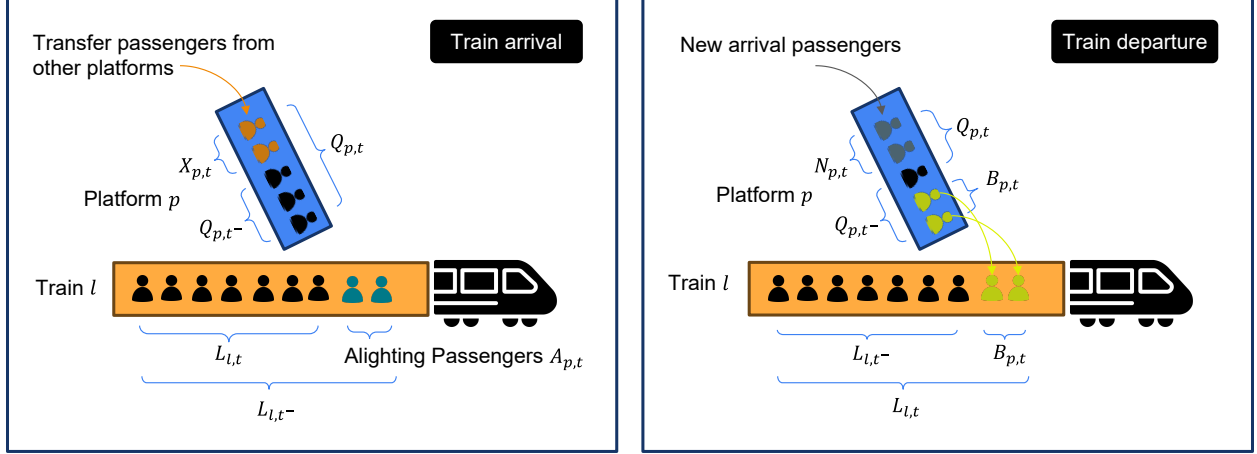 Transfer passengers from
other platforms
Train arrival
Q_{p,t}
X_{p,t}
Platform p
Q_{p,t^-}
Train l
L_{l,t}
Alighting Passengers A_{p,t}
L_{l,t^-}
New arrival passengers
Train departure
Q_{p,t}
N_{p,t}
B_{p,t}
Platform p
Q_{p,t^-}
Train l
L_{l,t^-}
B_{p,t}
L_{l,t}